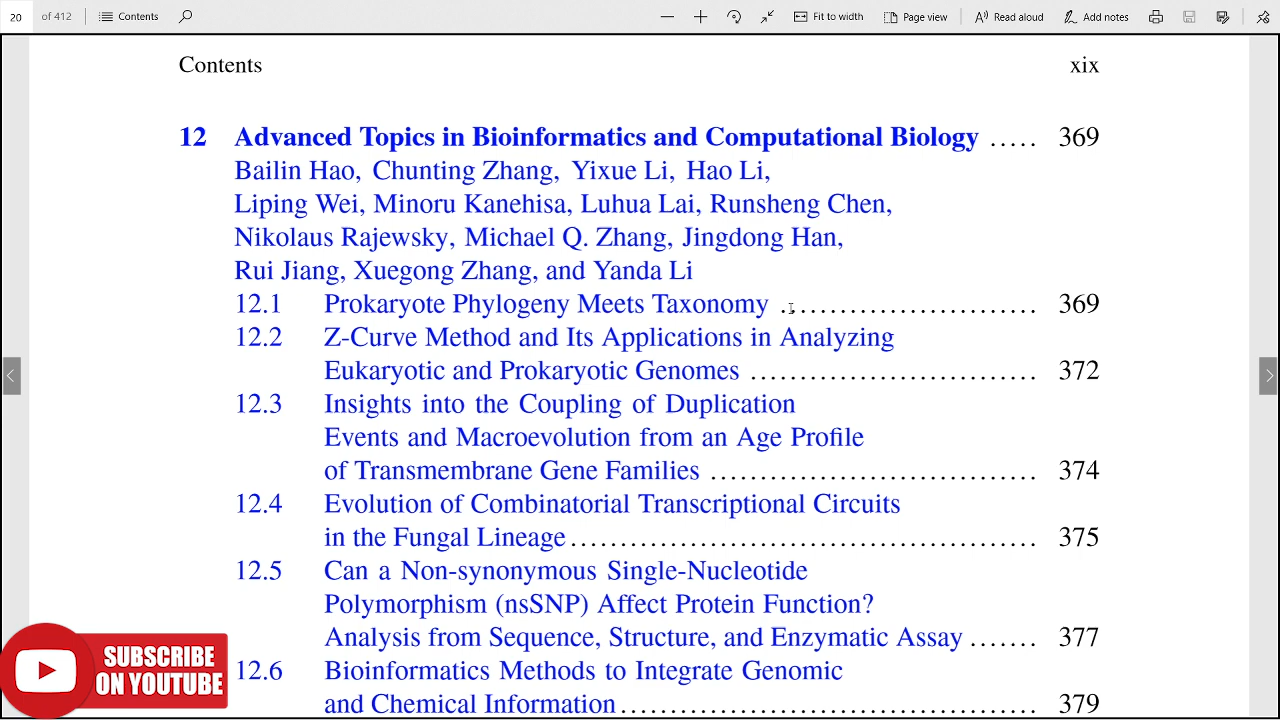 20 of 412 Contents Fit to width Page view Read aloud Add notes
Contents xix
12 Advanced Topics in Bioinformatics and Computational Biology ..... 369
Bailin Hao, Chunting Zhang, Yixue Li, Hao Li,
Liping Wei, Minoru Kanehisa, Luhua Lai, Runsheng Chen,
Nikolaus Rajewsky, Michael Q. Zhang, Jingdong Han,
Rui Jiang, Xuegong Zhang, and Yanda Li
12.1 Prokaryote Phylogeny Meets Taxonomy .......................... 369
12.2 Z-Curve Method and Its Applications in Analyzing
Eukaryotic and Prokaryotic Genomes ............................. 372
12.3 Insights into the Coupling of Duplication
Events and Macroevolution from an Age Profile
of Transmembrane Gene Families ................................. 374
12.4 Evolution of Combinatorial Transcriptional Circuits
in the Fungal Lineage............................................... 375
12.5 Can a Non-synonymous Single-Nucleotide
Polymorphism (nsSNP) Affect Protein Function?
Analysis from Sequence, Structure, and Enzymatic Assay ....... 377
12.6 Bioinformatics Methods to Integrate Genomic
and Chemical Information.......................................... 379
SUBSCRIBE
ON YOUTUBE